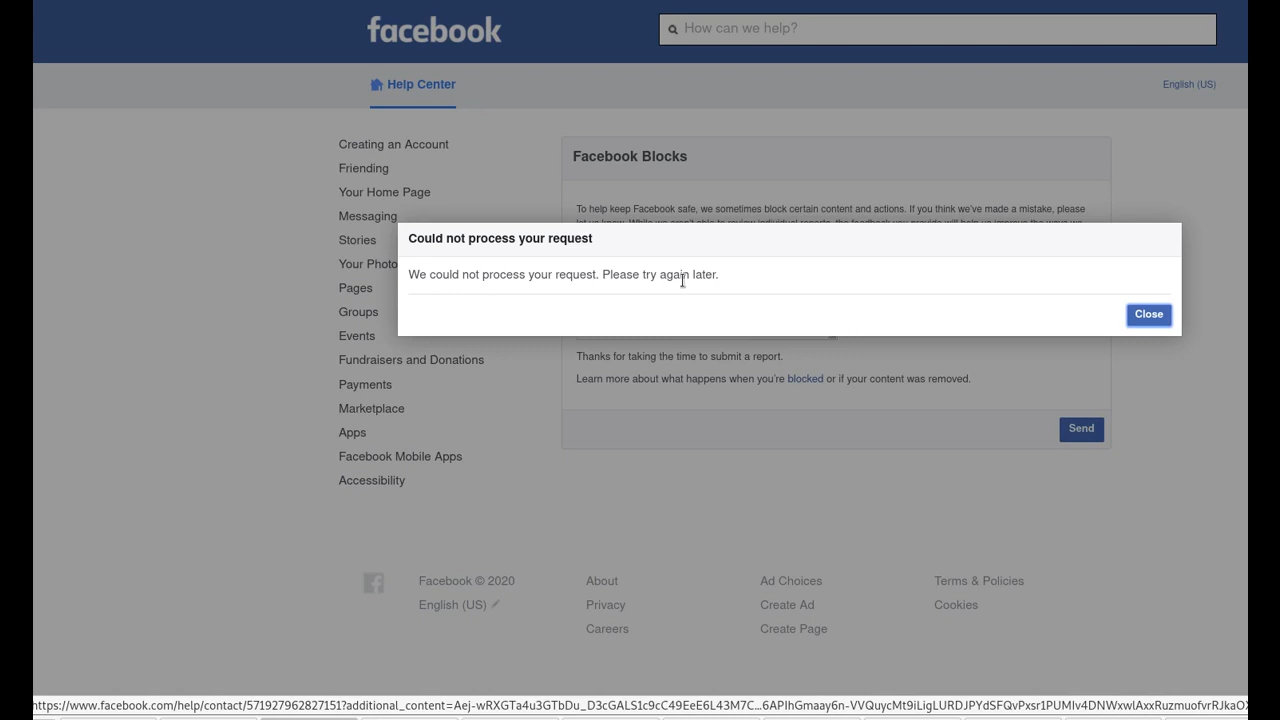 facebook
How can we help?
Help Center
English (US)
Creating an Account
Friending
Your Home Page
Messaging
Stories
Your Photo
Pages
Groups
Events
Fundraisers and Donations
Payments
Marketplace
Apps
Facebook Mobile Apps
Accessibility
Facebook Blocks
To help keep Facebook safe, we sometimes block certain content and actions. If you think we've made a mistake, please
Could not process your request
We could not process your request. Please try again later.
Close
Thanks for taking the time to submit a report.
Learn more about what happens when you're blocked or if your content was removed.
Send
Facebook © 2020
About
Ad Choices
Terms & Policies
English (US)
Privacy
Create Ad
Cookies
Careers
Create Page
https://www.facebook.com/help/contact/571927962827151?additional_content=Aej-wRXGTa4u3GTbDu_D3cGALS1c9cC49EeE6L43M7C…6APIhGmaay6n-VVQuycMt9iLigLURDJPYdSFQvPxsr1PUMIv4DNWxwIAxxRuzmuofvrRJkaO